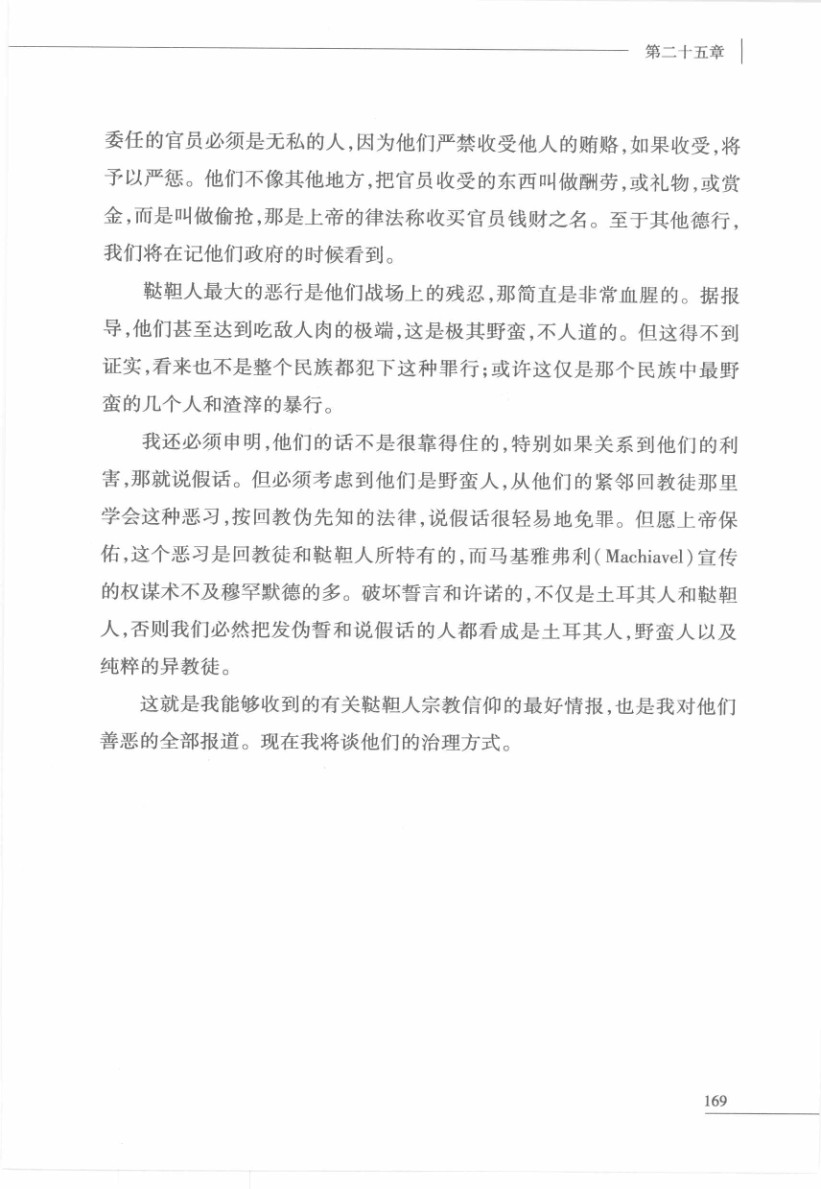 第二十五章
委任的官员必须是无私的人,因为他们严禁收受他人的贿赂,如果收受,将
予以严惩。他们不像其他地方,把官员收受的东西叫做酬劳,或礼物,或赏
金,而是叫做偷抢,那是上帝的律法称收买官员钱财之名。至于其他德行,
我们将在记他们政府的时候看到。
鞑靼人最大的恶行是他们战场上的残忍,那简直是非常血腥的。据报
导,他们甚至达到吃敌人肉的极端,这是极其野蛮,不人道的。但这得不到
证实,看来也不是整个民族都犯下这种罪行;或许这仅是那个民族中最野
蛮的几个人和渣滓的暴行。
我还必须申明,他们的话不是很靠得住的,特别如果关系到他们的利
害,那就说假话。但必须考虑到他们是野蛮人,从他们的紧邻回教徒那里
学会这种恶习,按回教伪先知的法律,说假话很轻易地免罪。但愿上帝保
佑,这个恶习是回教徒和鞑靼人所特有的,而马基雅弗利(Machiavel)宣传
的权谋术不及穆罕默德的多。破坏誓言和许诺的,不仅是土耳其人和鞑靼
人,否则我们必然把发伪誓和说假话的人都看成是土耳其人,野蛮人以及
纯粹的异教徒。
这就是我能够收到的有关鞑靼人宗教信仰的最好情报,也是我对他们
善恶的全部报道。现在我将谈他们的治理方式。
169